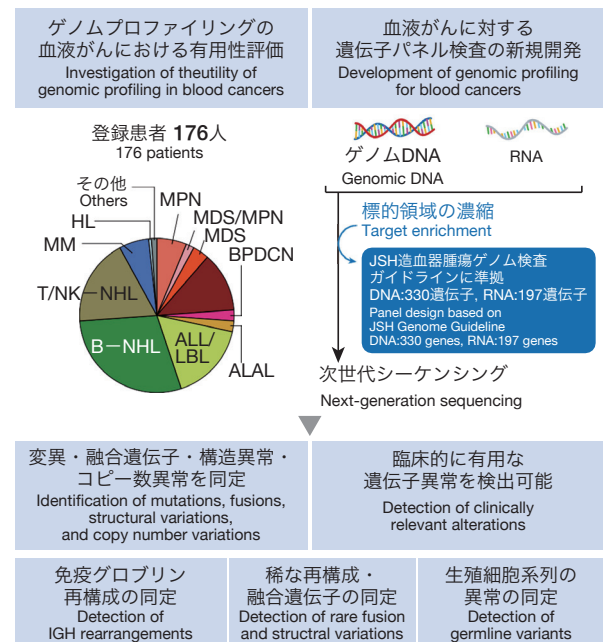 ゲノムプロファイリングの
血液がんにおける有用性評価
Investigation of theutility of
genomic profiling in blood cancers
血液がんに対する
遺伝子パネル検査の新規開発
Development of genomic profiling
for blood cancers
登録患者 176人
176 patients
その他
Others
HL
MM
T/NK-NHL
B-NHL
MPN
MDS/MPN
MDS
BPDCN
ALL/
LBL
ALAL
ゲノムDNA
Genomic DNA
RNA
標的領域の濃縮
Target enrichment
JSH造血器腫瘍ゲノム検査
ガイドラインに準拠
DNA:330遺伝子, RNA:197遺伝子
Panel design based on
JSH Genome Guideline
DNA:330 genes, RNA:197 genes
次世代シーケンシング
Next-generation sequencing
変異・融合遺伝子・構造異常・
コピー数異常を同定
Identification of mutations, fusions,
structural variations,
and copy number variations
臨床的に有用な
遺伝子異常を検出可能
Detection of clinically
relevant alterations
免疫グロブリン
再構成の同定
Detection of
IGH rearrangements
稀な再構成・
融合遺伝子の同定
Detection of rare fusion
and structral variations
生殖細胞系列の
異常の同定
Detection of
germline variants